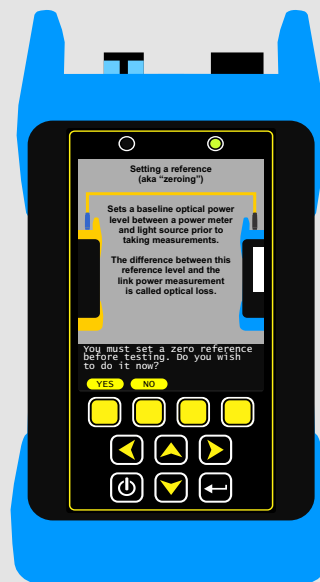 Setting a reference
(aka “zeroing”)
Sets a baseline optical power
level between a power meter
and light source prior to
taking measurements.
The difference between this
reference level and the
link power measurement
is called optical loss.
You must set a zero reference
before testing. Do you wish
to do it now?
YES NO